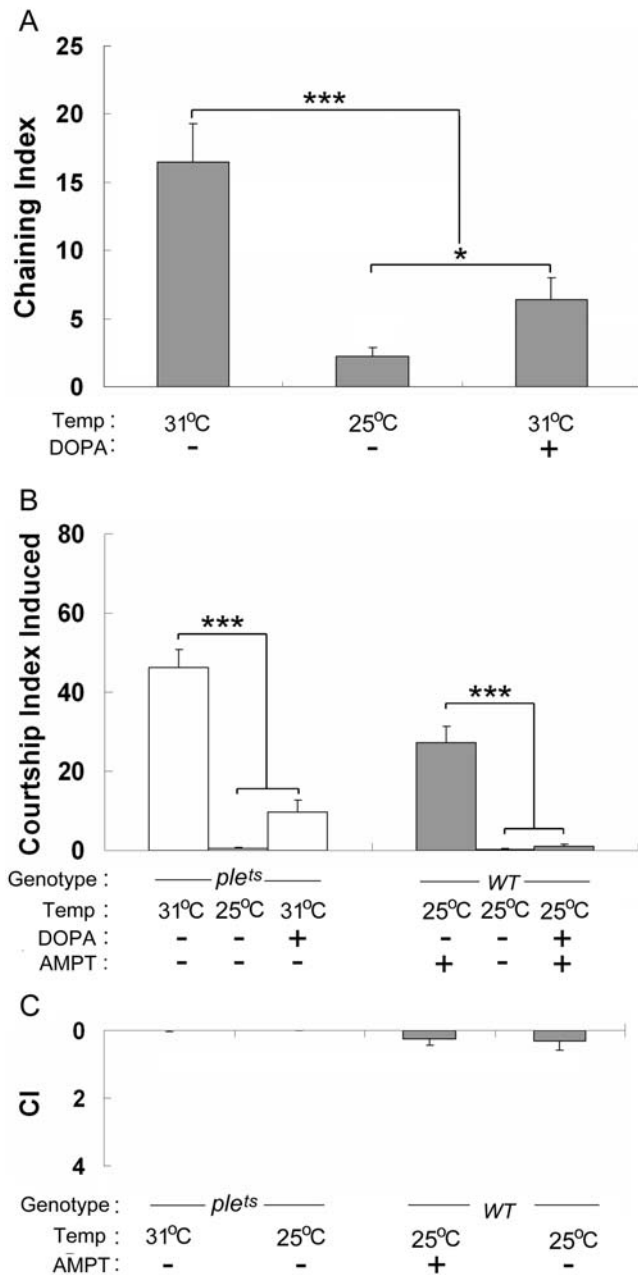 A
Chaining Index
25
20
15
10
5
0
***
*
Temp : 31°C 25°C 31°C
DOPA : - - +
B
Courtship Index Induced
80
60
40
20
0
***
***
Genotype : ple^ts WT
Temp : 31°C 25°C 31°C 25°C 25°C 25°C
DOPA : - - + - - +
AMPT : - - - + - +
C
CI
0
2
4
Genotype : ple^ts WT
Temp : 31°C 25°C 25°C 25°C
AMPT : - - + -